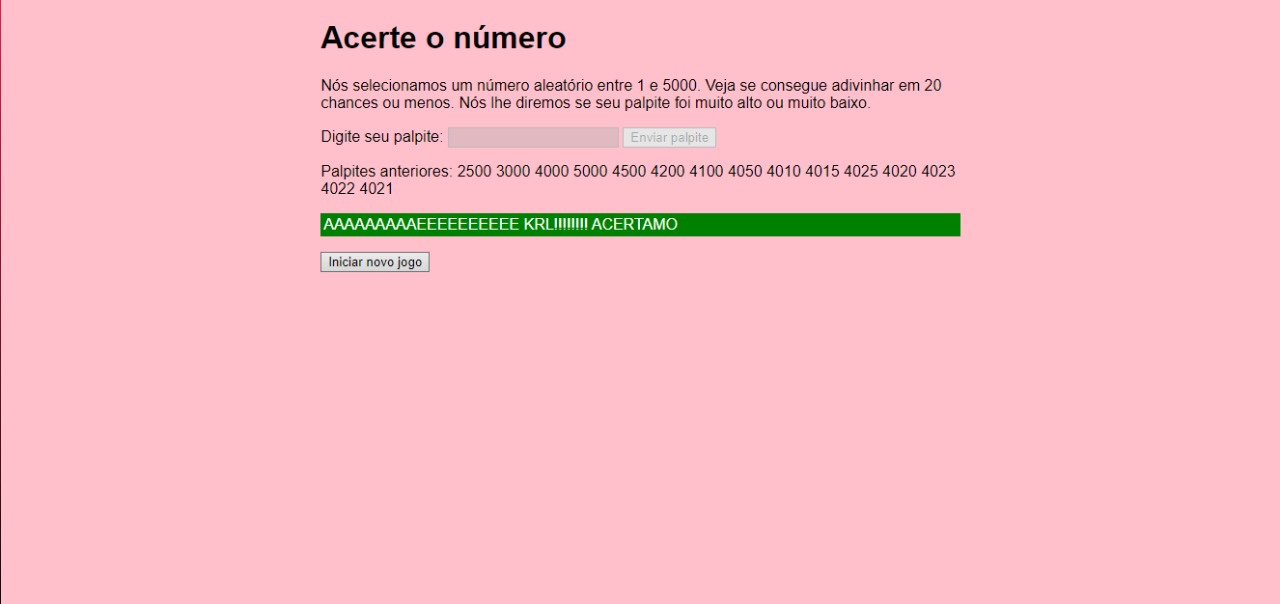 Acerte o número
Nós selecionamos um número aleatório entre 1 e 5000. Veja se consegue adivinhar em 20
chances ou menos. Nós lhe diremos se seu palpite foi muito alto ou muito baixo.
Digite seu palpite: Enviar palpite
Palpites anteriores: 2500 3000 4000 5000 4500 4200 4100 4050 4010 4015 4025 4020 4023
4022 4021
AAAAAAAAAEEEEEEEEEE KRL!!!!!!!! ACERTAMO
Iniciar novo jogo